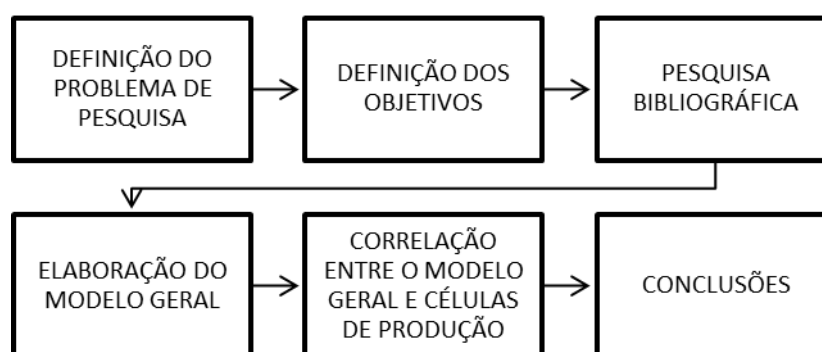 DEFINIÇÃO DO
PROBLEMA DE
PESQUISA
DEFINIÇÃO DOS
OBJETIVOS
PESQUISA
BIBLIOGRÁFICA
ELABORAÇÃO DO
MODELO GERAL
CORRELAÇÃO
ENTRE O MODELO
GERAL E CÉLULAS
DE PRODUÇÃO
CONCLUSÕES